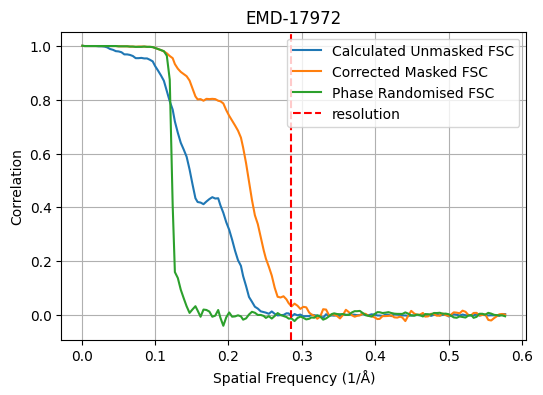 EMD-17972
1.0
0.8
0.6
0.4
0.2
0.0
Correlation
Calculated Unmasked FSC
Corrected Masked FSC
Phase Randomised FSC
resolution
0.0 0.1 0.2 0.3 0.4 0.5 0.6
Spatial Frequency (1/Å)